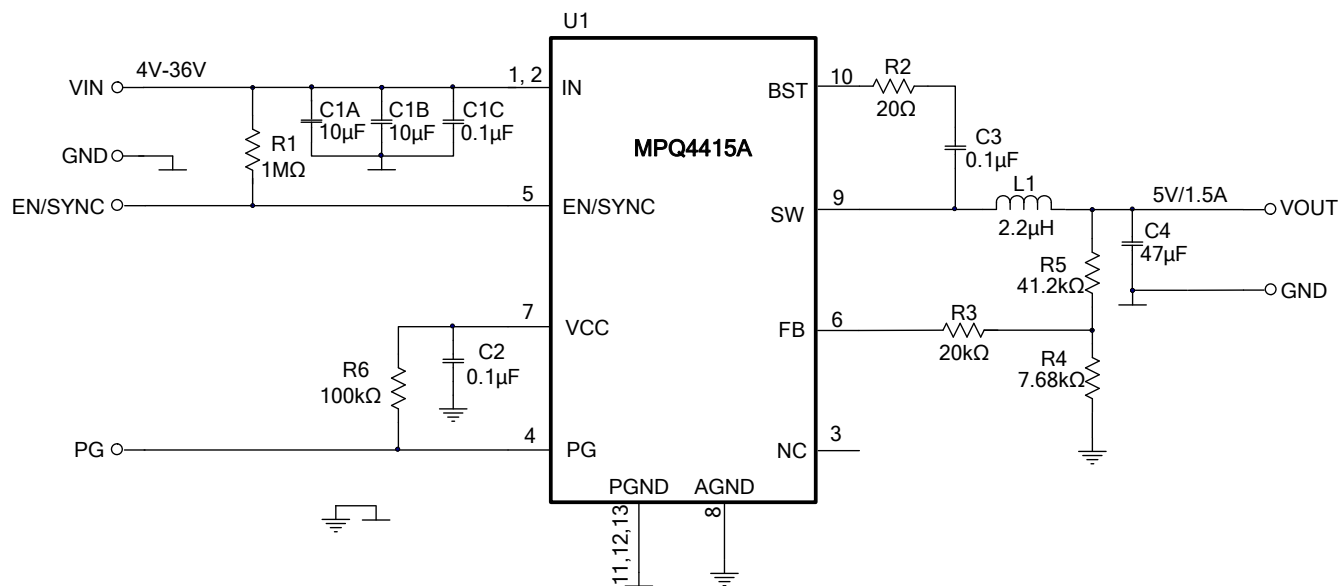 U1
MPQ4415A
VIN
4V-36V
1, 2
IN
C1A
10µF
C1B
10µF
C1C
0.1µF
GND
R1
1MΩ
EN/SYNC
5
EN/SYNC
7
VCC
C2
0.1µF
R6
100kΩ
PG
4
PG
PGND
11,12,13
AGND
8
BST
10
R2
20Ω
C3
0.1µF
SW
9
L1
2.2µH
5V/1.5A
VOUT
C4
47µF
R5
41.2kΩ
GND
FB
6
R3
20kΩ
R4
7.68kΩ
NC
3